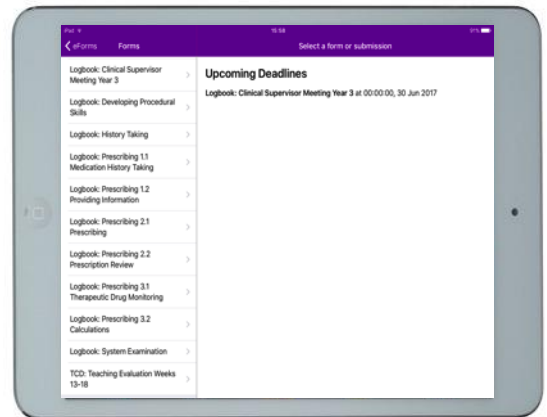 iPad
15:58
eForms
Forms
Select a form or submission
Logbook: Clinical Supervisor
Meeting Year 3
Logbook: Developing Procedural
Skills
Logbook: History Taking
Logbook: Prescribing 1.1
Medication History Taking
Logbook: Prescribing 1.2
Providing Information
Logbook: Prescribing 2.1
Prescribing
Logbook: Prescribing 2.2
Prescription Review
Logbook: Prescribing 3.1
Therapeutic Drug Monitoring
Logbook: Prescribing 3.2
Calculations
Logbook: System Examination
TCD: Teaching Evaluation Weeks
13-18
Upcoming Deadlines
Logbook: Clinical Supervisor Meeting Year 3 at 00:00:00, 30 Jun 2017